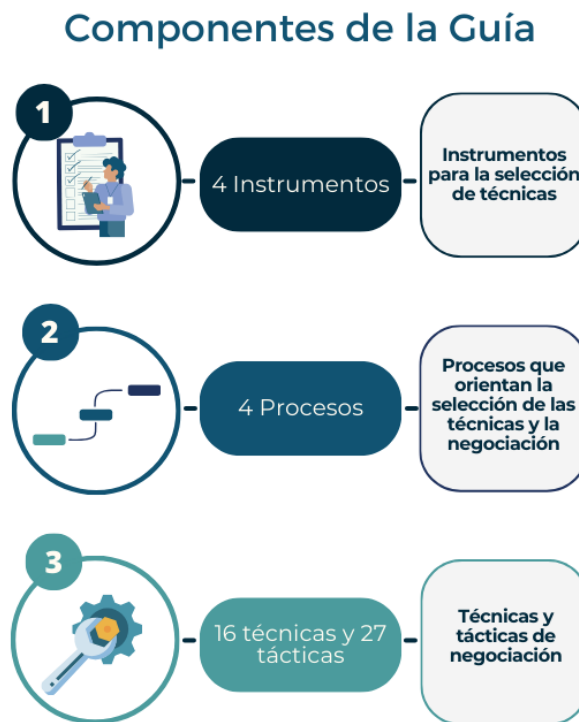 Componentes de la Guía
1
4 Instrumentos
Instrumentos
para la selección
de técnicas
2
4 Procesos
Procesos que
orientan la
selección de las
técnicas y la
negociación
3
16 técnicas y 27
tácticas
Técnicas y
tácticas de
negociación